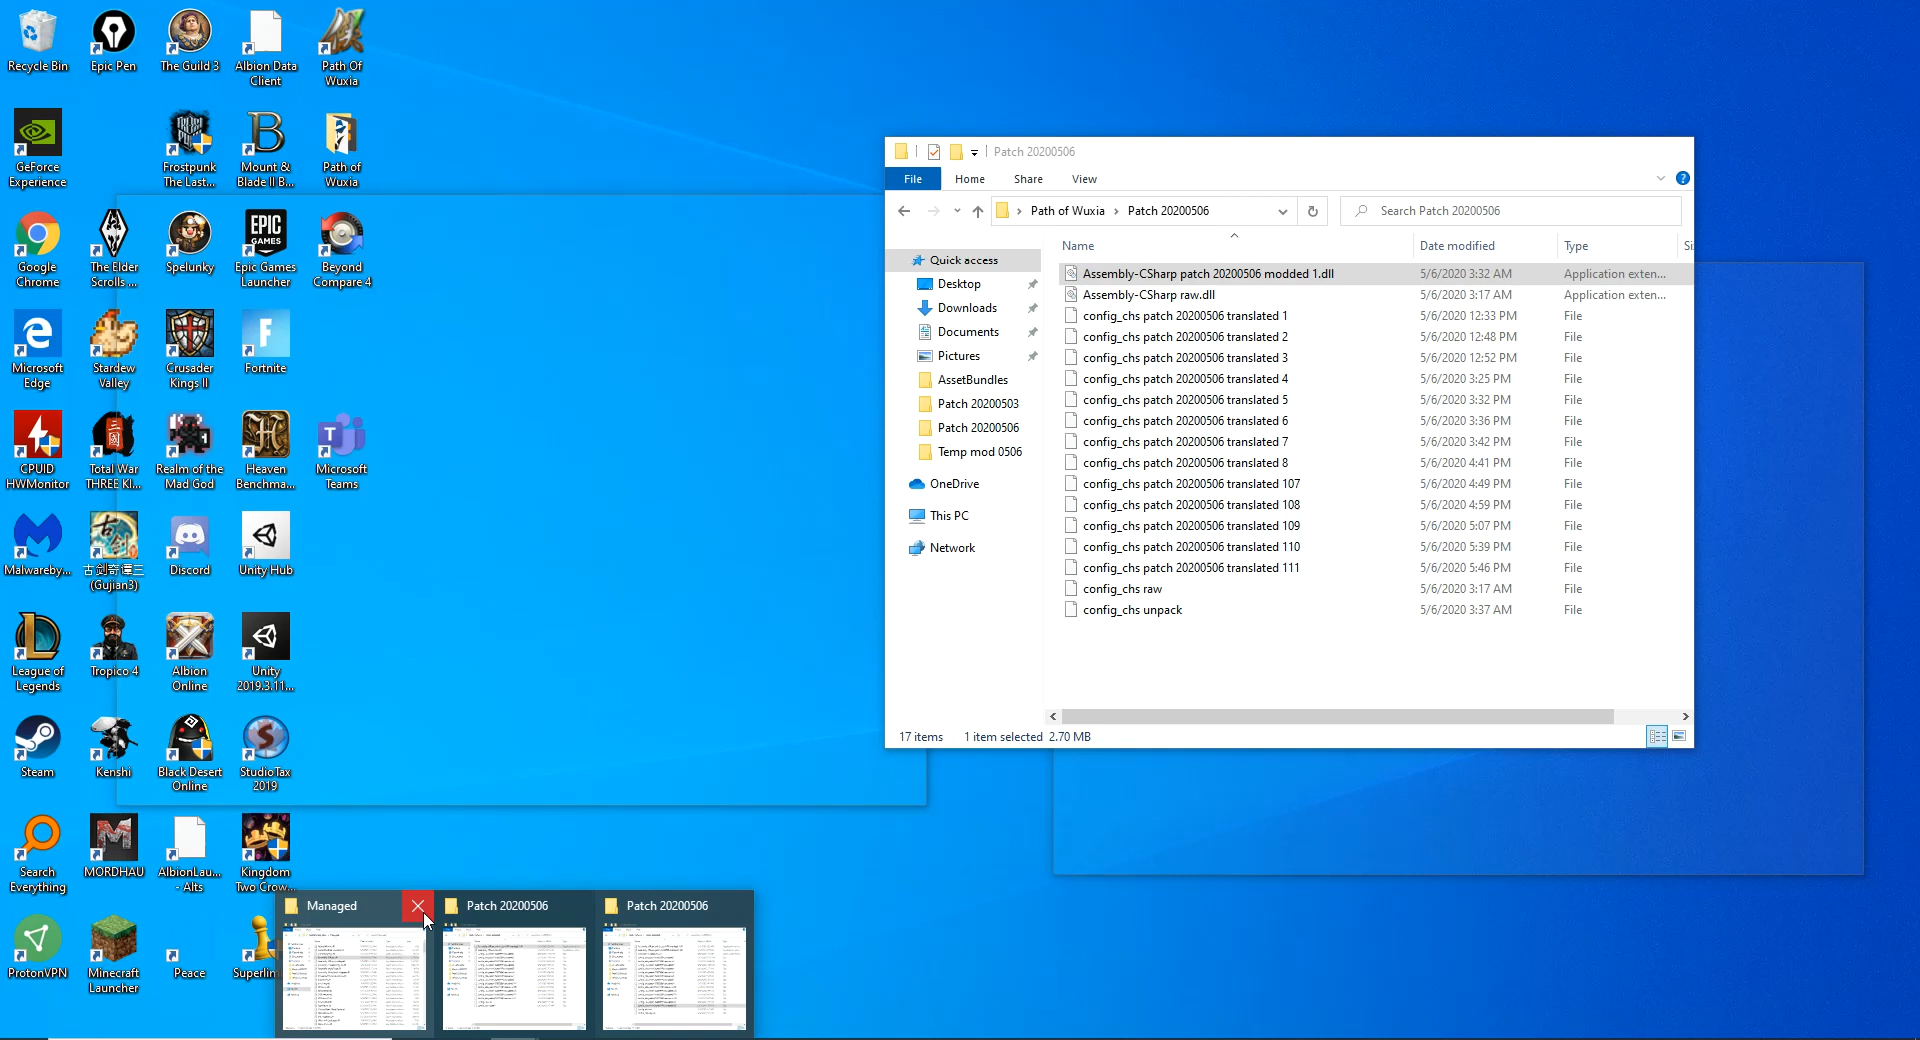 Recycle Bin
Epic Pen
The Guild 3
Albion Data
Client
Path Of
Wuxia
GeForce
Experience
Frostpunk
The Last...
Mount &
Blade II B...
Path of
Wuxia
Google
Chrome
The Elder
Scrolls ...
Spelunky
EPIC
GAMES
Epic Games
Launcher
Beyond
Compare 4
Microsoft
Edge
Stardew
Valley
Crusader
Kings II
Fortnite
CPUID
HWMonitor
Total War
THREE KI...
Realm of the
Mad God
Heaven
Benchma...
Microsoft
Teams
Malwareby...
古剑奇谭三
(Gujian3)
Discord
Unity Hub
League of
Legends
Tropico 4
Albion
Online
Unity
2019.3.11...
Steam
Kenshi
Black Desert
Online
StudioTax
2019
Search
Everything
MORDHAU
AlbionLau...
- Alts
Kingdom
Two Crow...
ProtonVPN
Minecraft
Launcher
Peace
Superlim
Patch 20200506
File Home Share View
Path of Wuxia Patch 20200506
Search Patch 20200506
Quick access
Desktop
Downloads
Documents
Pictures
AssetBundles
Patch 20200503
Patch 20200506
Temp mod 0506
OneDrive
This PC
Network
Name Date modified Type Si
Assembly-CSharp patch 20200506 modded 1.dll 5/6/2020 3:32 AM Application exten...
Assembly-CSharp raw.dll 5/6/2020 3:17 AM Application exten...
config_chs patch 20200506 translated 1 5/6/2020 12:33 PM File
config_chs patch 20200506 translated 2 5/6/2020 12:48 PM File
config_chs patch 20200506 translated 3 5/6/2020 12:52 PM File
config_chs patch 20200506 translated 4 5/6/2020 3:25 PM File
config_chs patch 20200506 translated 5 5/6/2020 3:32 PM File
config_chs patch 20200506 translated 6 5/6/2020 3:36 PM File
config_chs patch 20200506 translated 7 5/6/2020 3:42 PM File
config_chs patch 20200506 translated 8 5/6/2020 4:41 PM File
config_chs patch 20200506 translated 107 5/6/2020 4:49 PM File
config_chs patch 20200506 translated 108 5/6/2020 4:59 PM File
config_chs patch 20200506 translated 109 5/6/2020 5:07 PM File
config_chs patch 20200506 translated 110 5/6/2020 5:39 PM File
config_chs patch 20200506 translated 111 5/6/2020 5:46 PM File
config_chs raw 5/6/2020 3:17 AM File
config_chs unpack 5/6/2020 3:37 AM File
17 items 1 item selected 2.70 MB
Managed
Patch 20200506
Patch 20200506